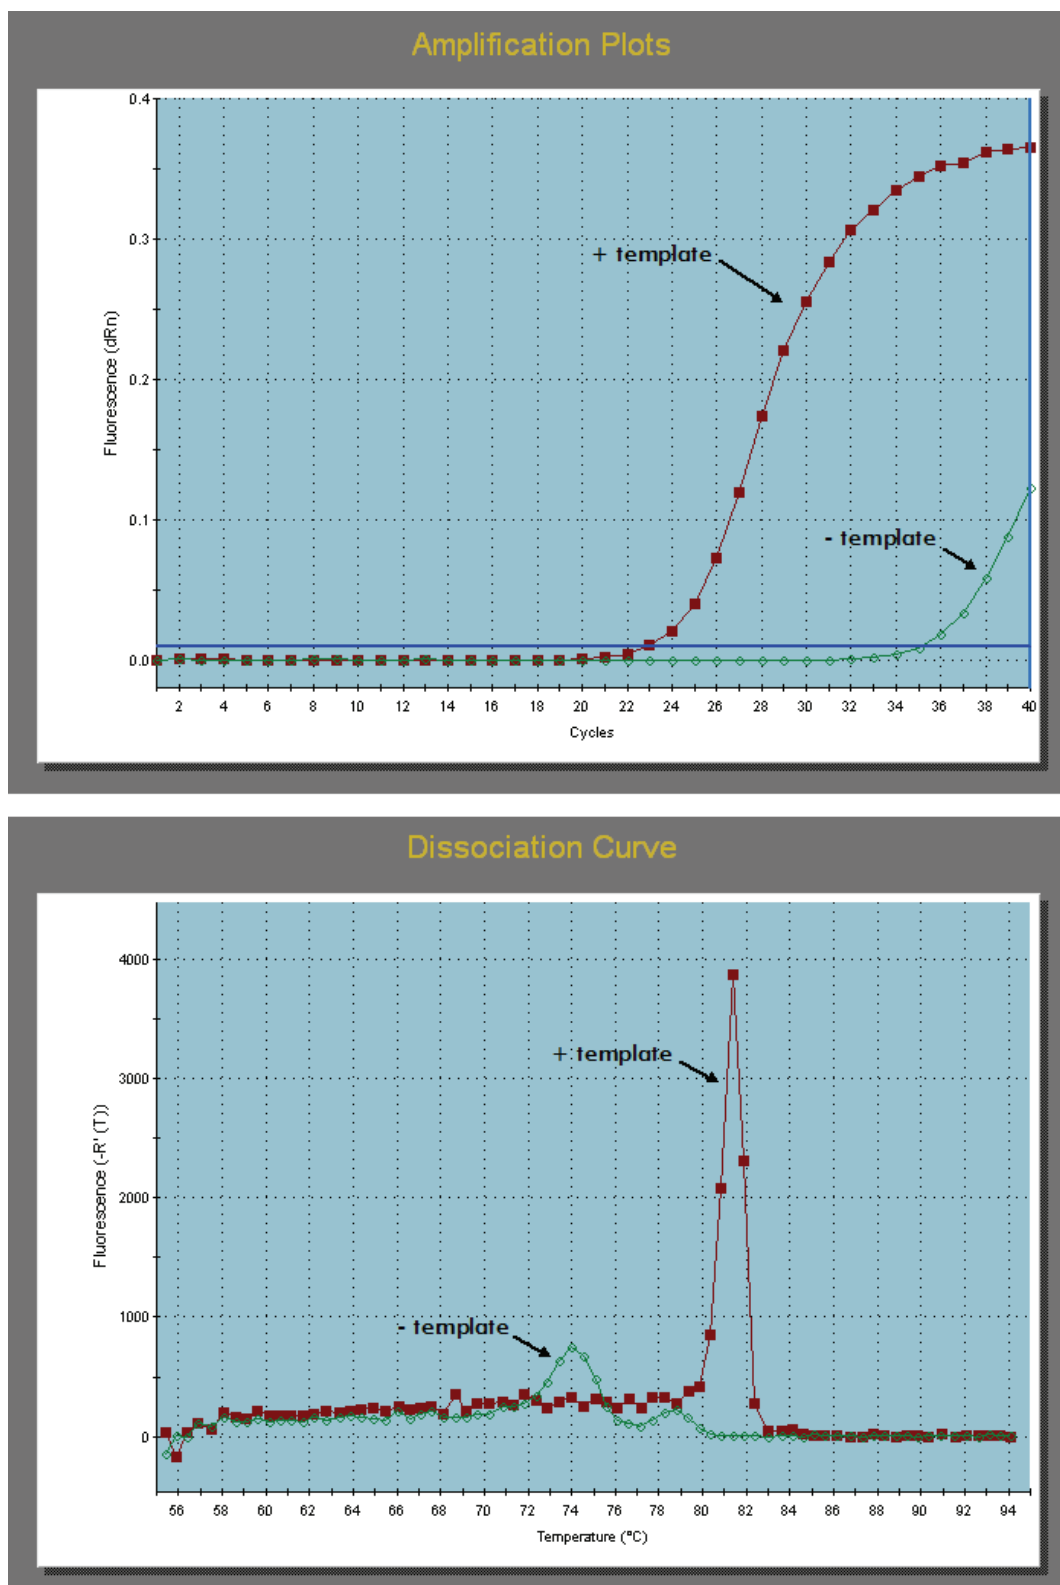 Amplification Plots
0.4
0.3
0.2
0.1
0.0
Fluorescence (dRn)
+ template
- template
2 4 6 8 10 12 14 16 18 20 22 24 26 28 30 32 34 36 38 40
Cycles
Dissociation Curve
4000
3000
2000
1000
0
Fluorescence (-R' (T))
+ template
- template
56 58 60 62 64 66 68 70 72 74 76 78 80 82 84 86 88 90 92 94
Temperature (°C)